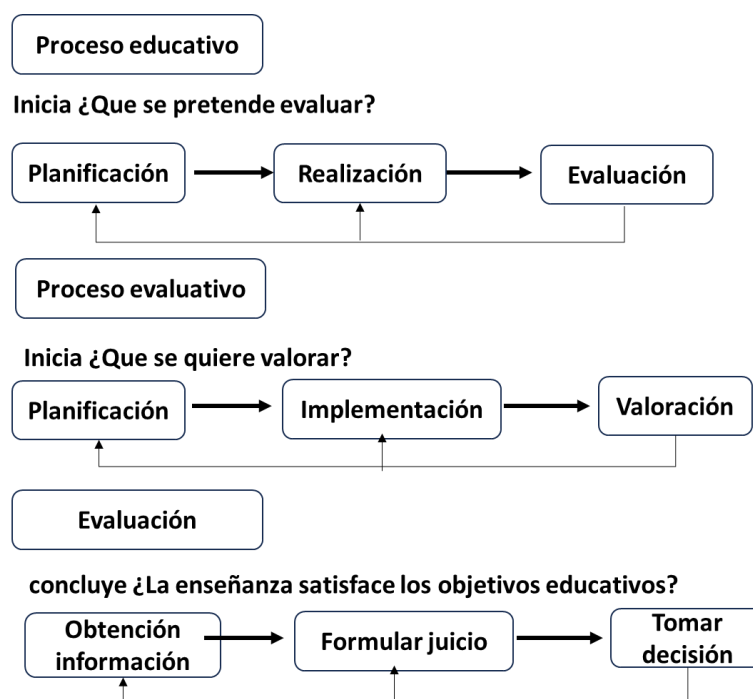 Proceso educativo
Inicia ¿Que se pretende evaluar?
Planificación
Realización
Evaluación
Proceso evaluativo
Inicia ¿Que se quiere valorar?
Planificación
Implementación
Valoración
Evaluación
concluye ¿La enseñanza satisface los objetivos educativos?
Obtención
información
Formular juicio
Tomar
decisión